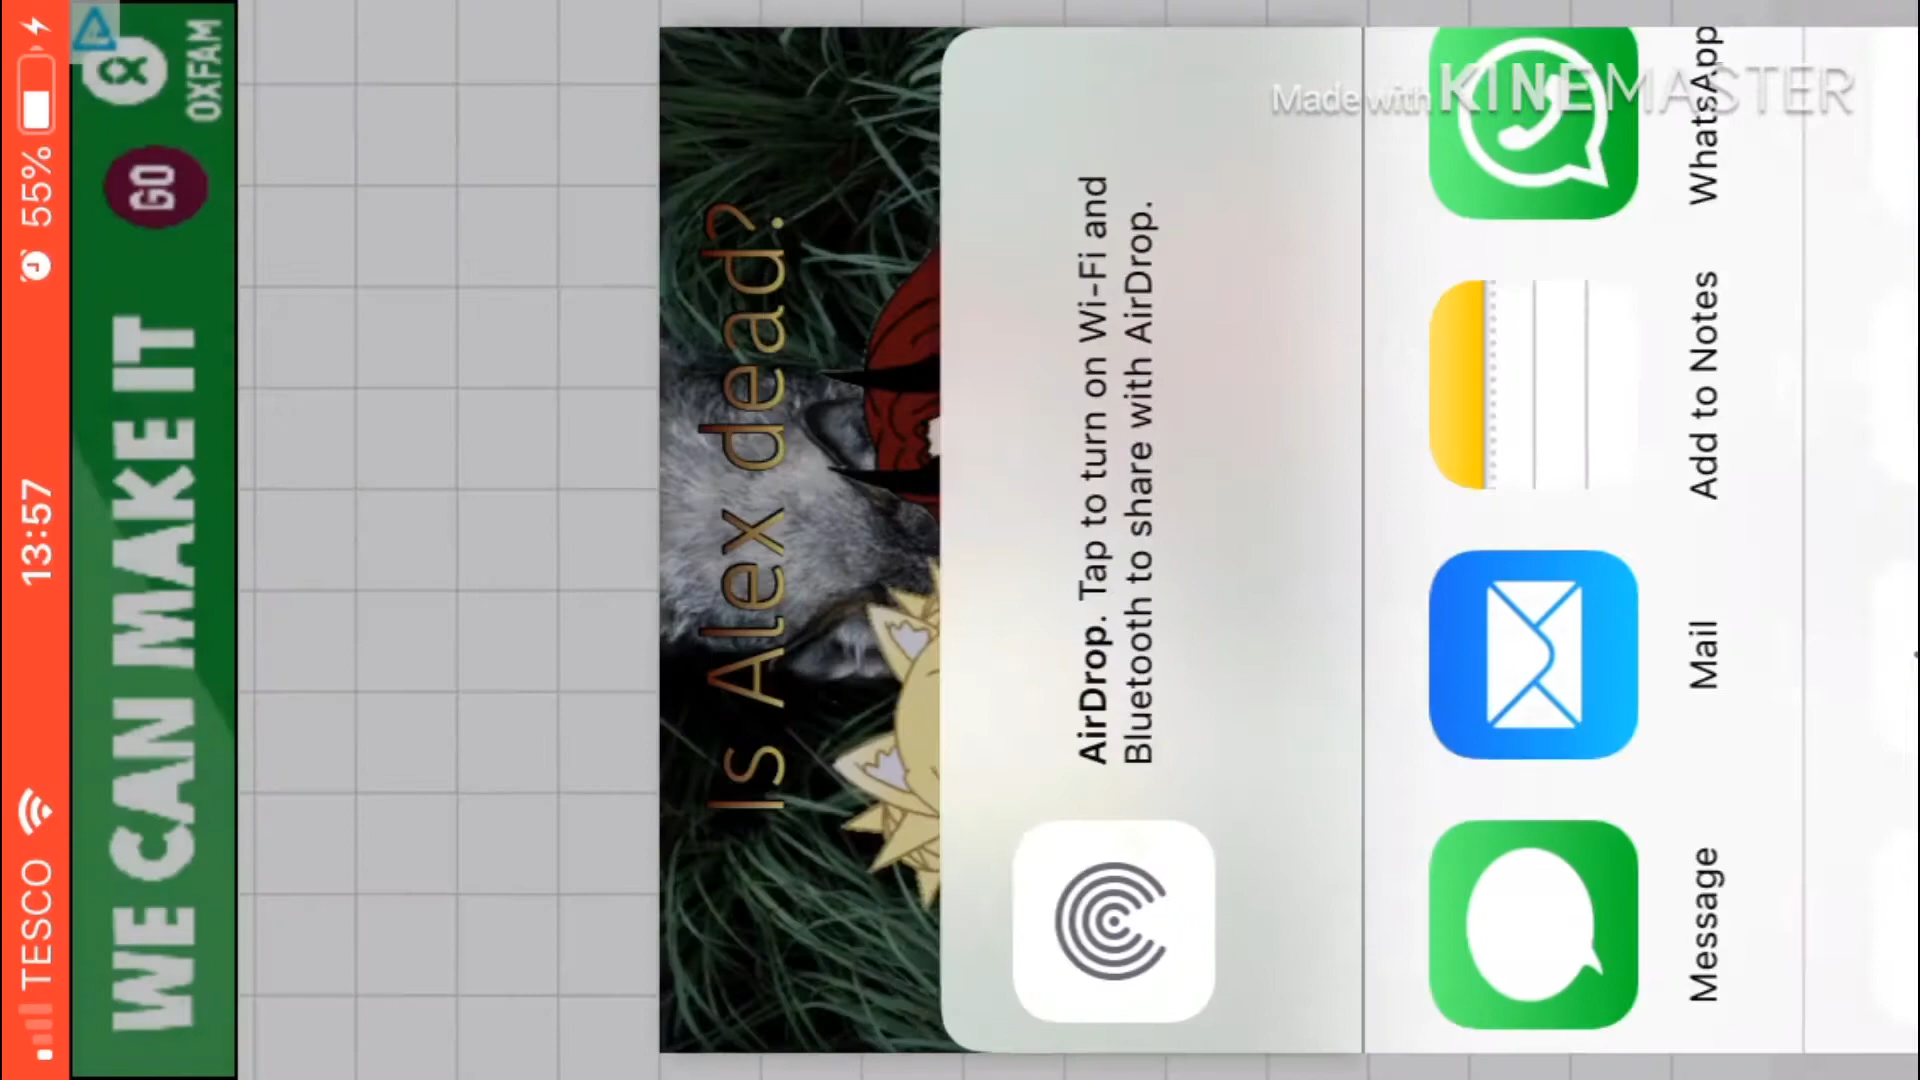 TESCO 13:57 55%
WE CAN MAKE IT GO OXFAM
Is Alex dead?
AirDrop. Tap to turn on Wi-Fi and
Bluetooth to share with AirDrop.
Message Mail Add to Notes WhatsApp
Made with KINEMASTER